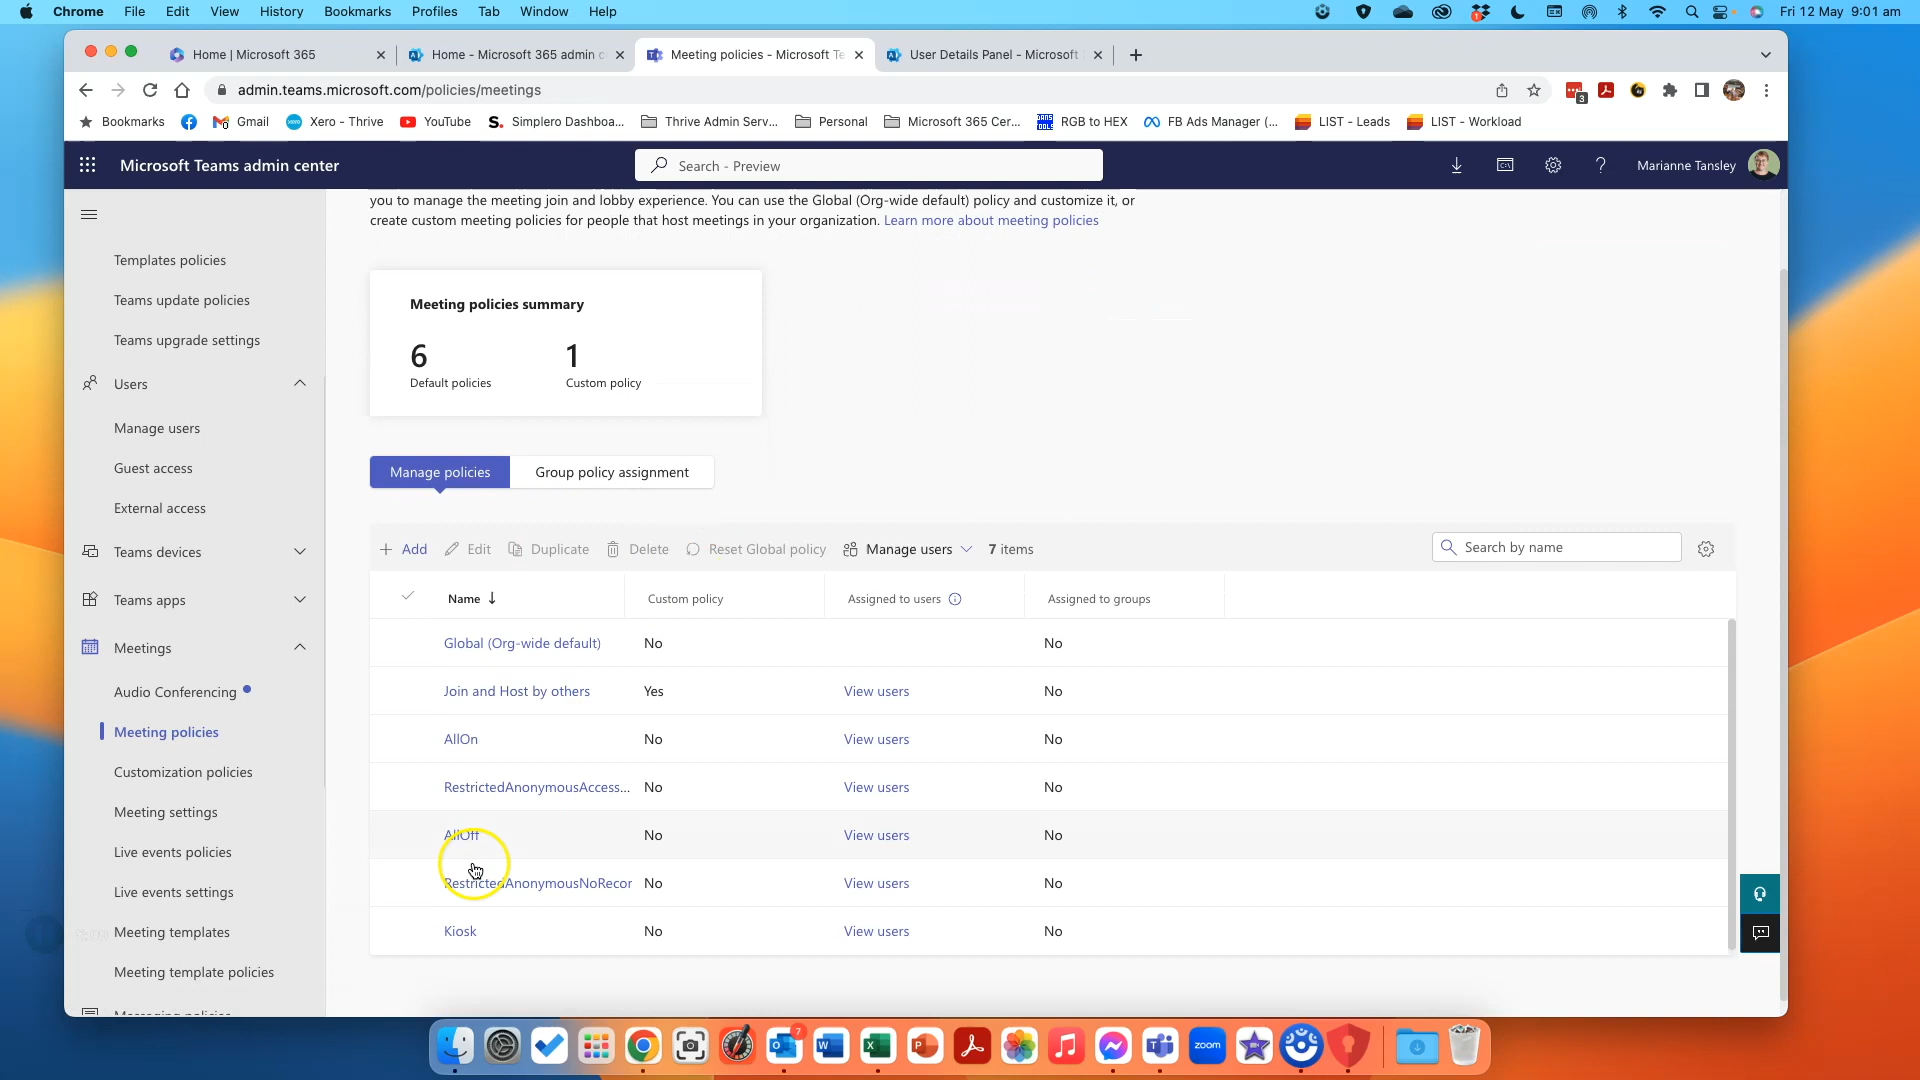 Chrome File Edit View History Bookmarks Profiles Tab Window Help Fri 12 May 9:01 am
Home | Microsoft 365 Home - Microsoft 365 admin c Meeting policies - Microsoft Te User Details Panel - Microsoft
admin.teams.microsoft.com/policies/meetings 3
Bookmarks Gmail Xero - Thrive YouTube Simplero Dashboa... Thrive Admin Serv... Personal Microsoft 365 Cer... RGB to HEX FB Ads Manager (... LIST - Leads LIST - Workload
Microsoft Teams admin center Search - Preview Marianne Tansley
you to manage the meeting join and lobby experience. You can use the Global (Org-wide default) policy and customize it, or
create custom meeting policies for people that host meetings in your organization. Learn more about meeting policies
Templates policies
Teams update policies
Teams upgrade settings
Users
Manage users
Guest access
External access
Teams devices
Teams apps
Meetings
Audio Conferencing
Meeting policies
Customization policies
Meeting settings
Live events policies
Live events settings
Meeting templates
Meeting template policies
Meeting policies summary
6 1
Default policies Custom policy
Manage policies Group policy assignment
Add Edit Duplicate Delete Reset Global policy Manage users 7 items Search by name
Name Custom policy Assigned to users Assigned to groups
Global (Org-wide default) No No
Join and Host by others Yes View users No
AllOn No View users No
RestrictedAnonymousAccess... No View users No
AllOff No View users No
RestrictedAnonymousNoRecor No View users No
Kiosk No View users No
7
zoom